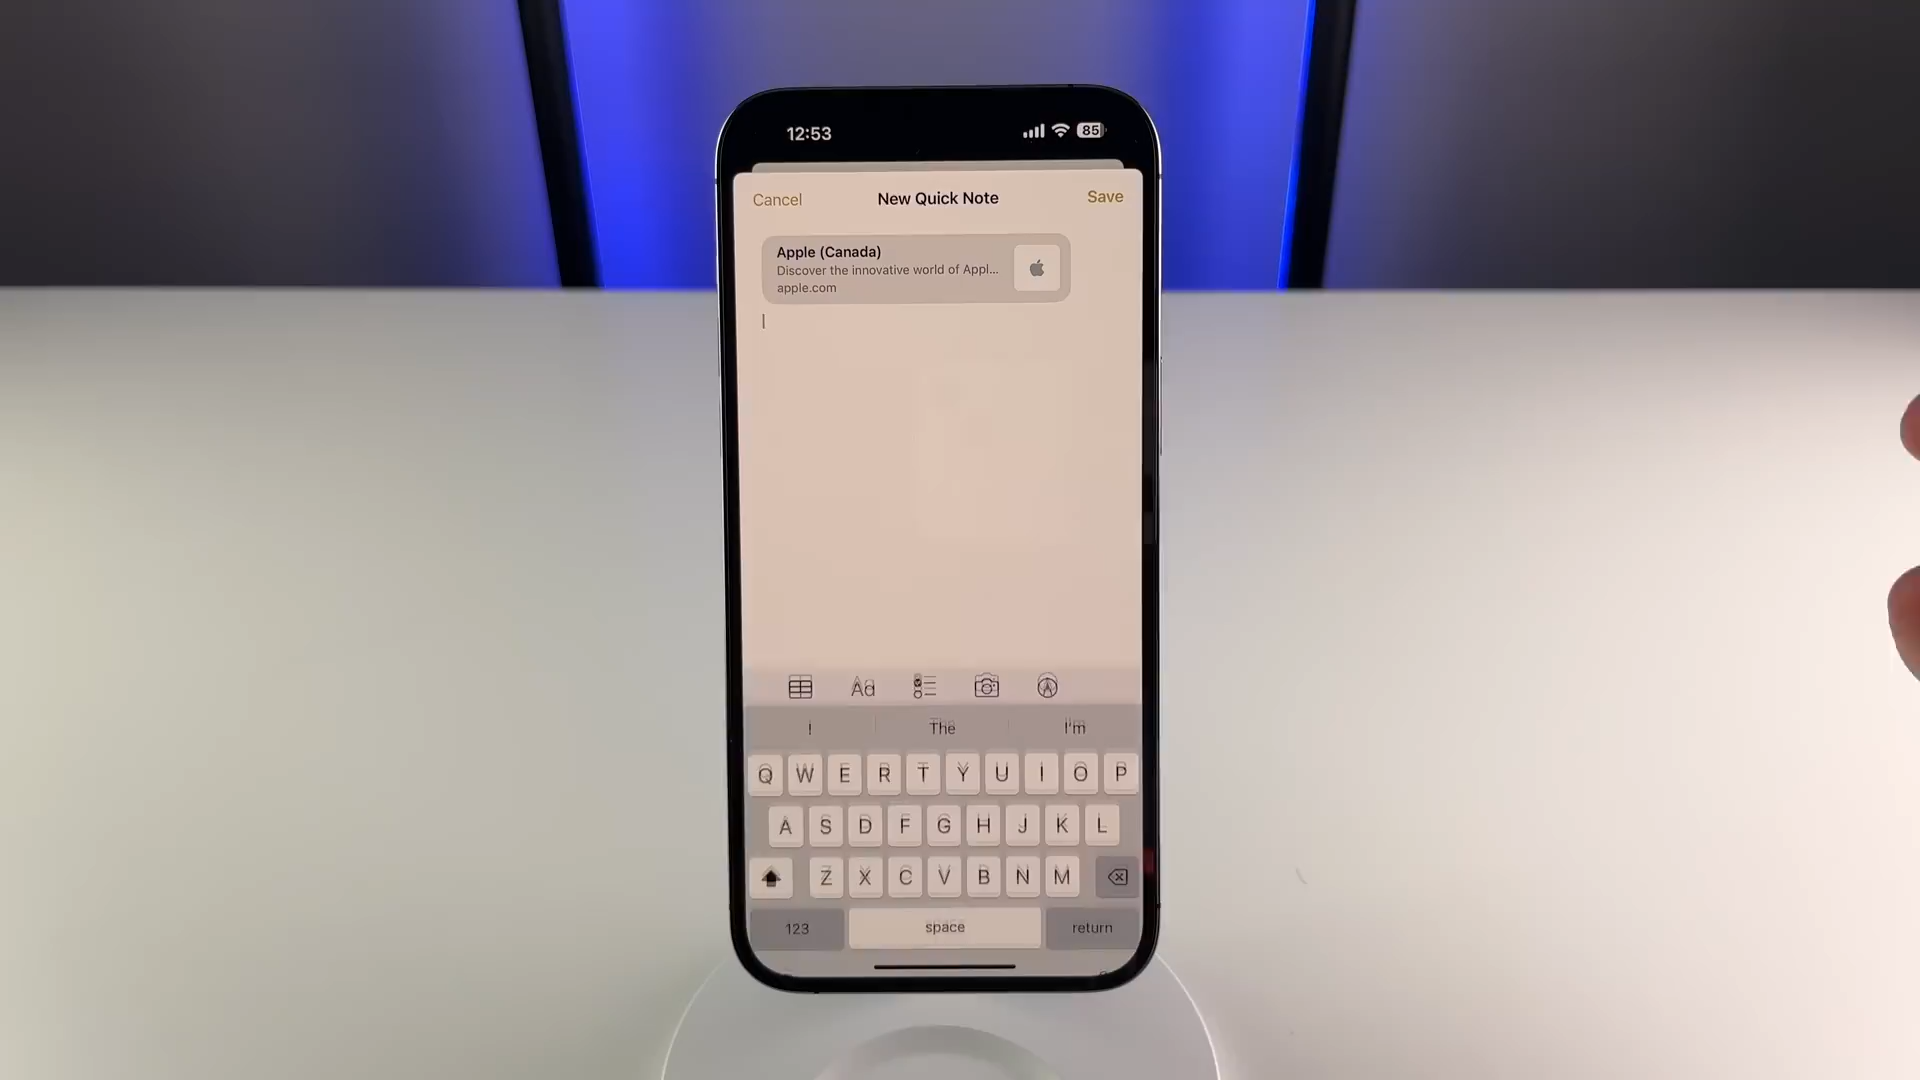 12:53
85
Cancel
New Quick Note
Save
Apple (Canada)
Discover the innovative world of Appl...
apple.com
Aa
I
The
I'm
Q W E R T Y U I O P
A S D F G H J K L
Z X C V B N M
123
space
return